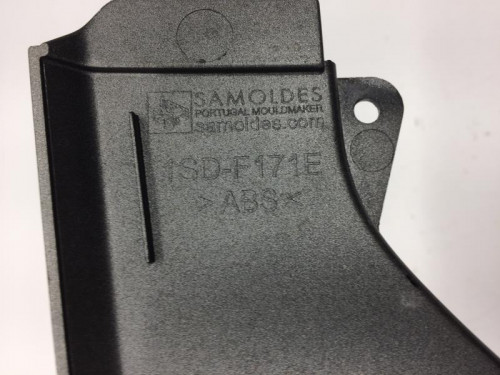 SAMOLDES
PORTUGAL MOULDMAKER
samoldes.com
1SD-F171E
>ABS<